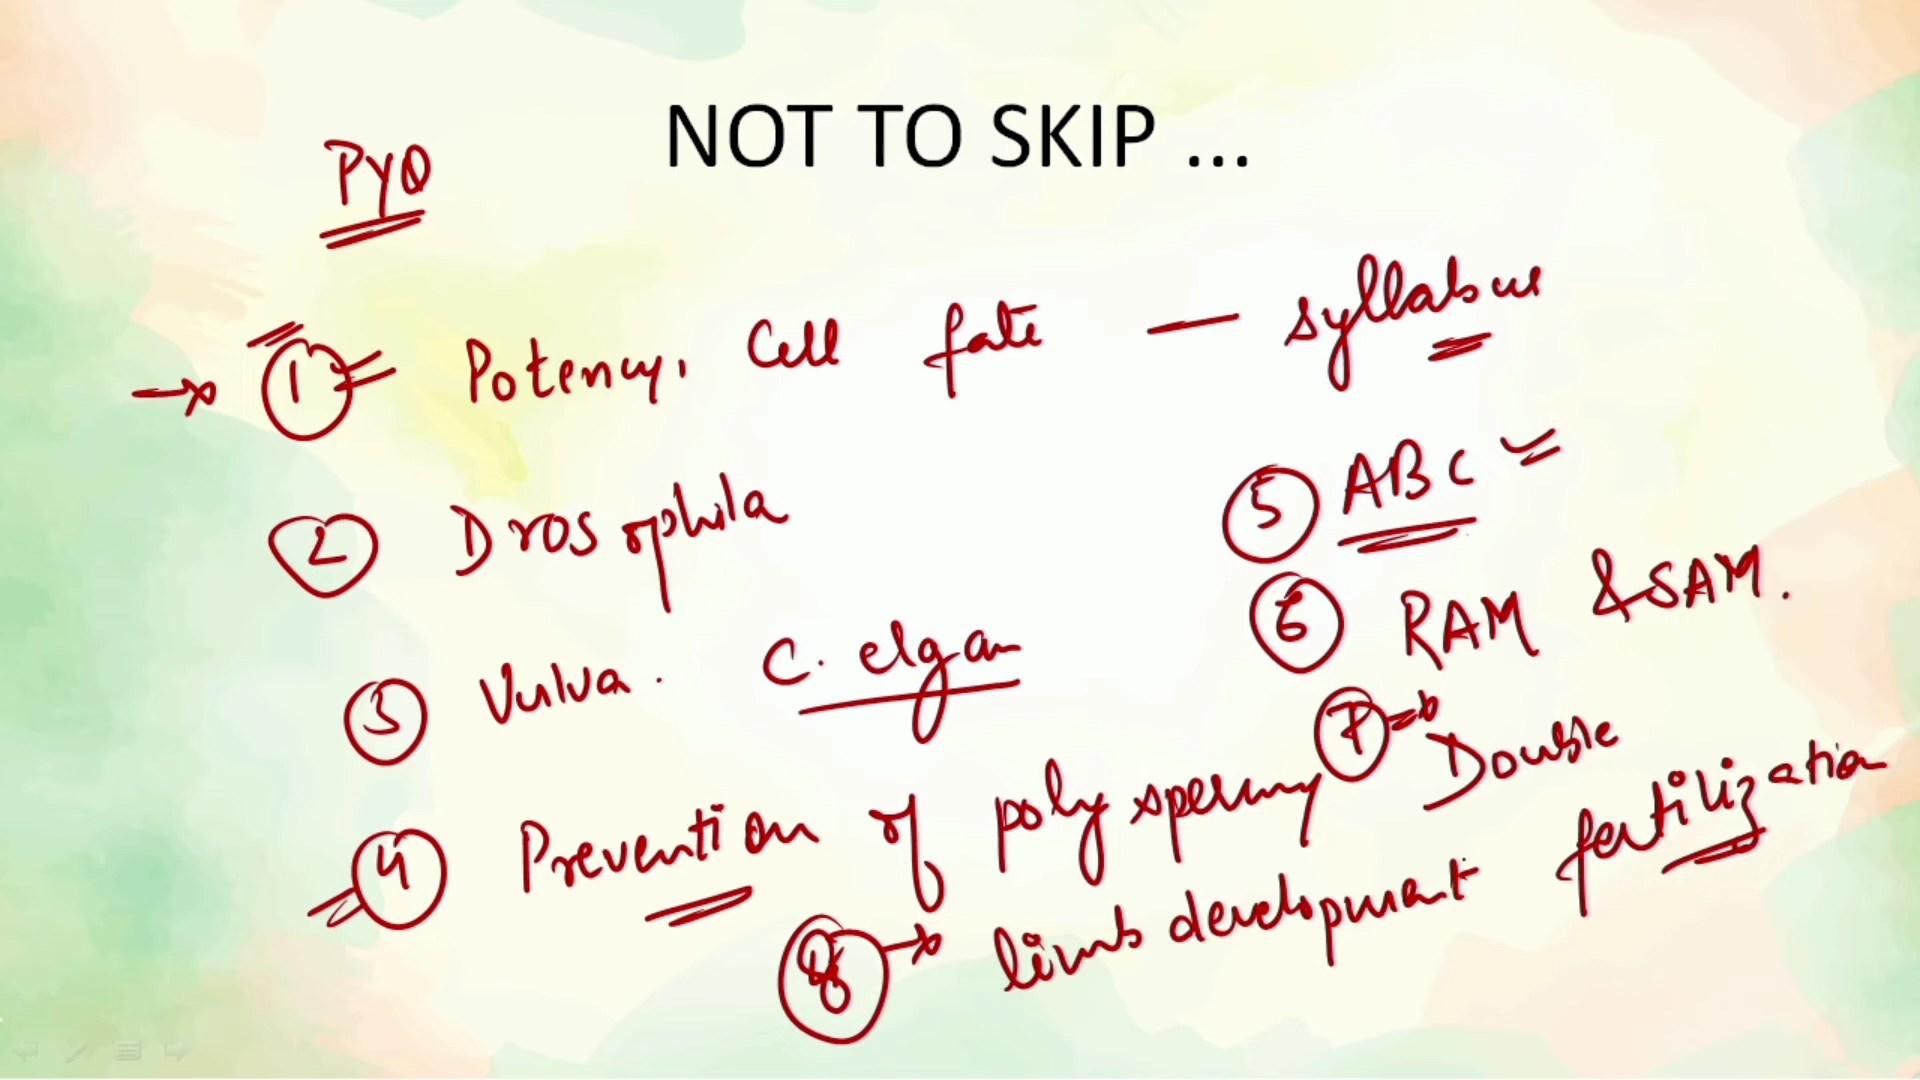 NOT TO SKIP ...
PYQ
1 Potency, Cell fate — syllabus
2 Drosophila
3 Vulva. C. elgan
4 Prevention of polyspermy
5 ABC
6 RAM & SAM.
7 Double
fertilization
8 limb development